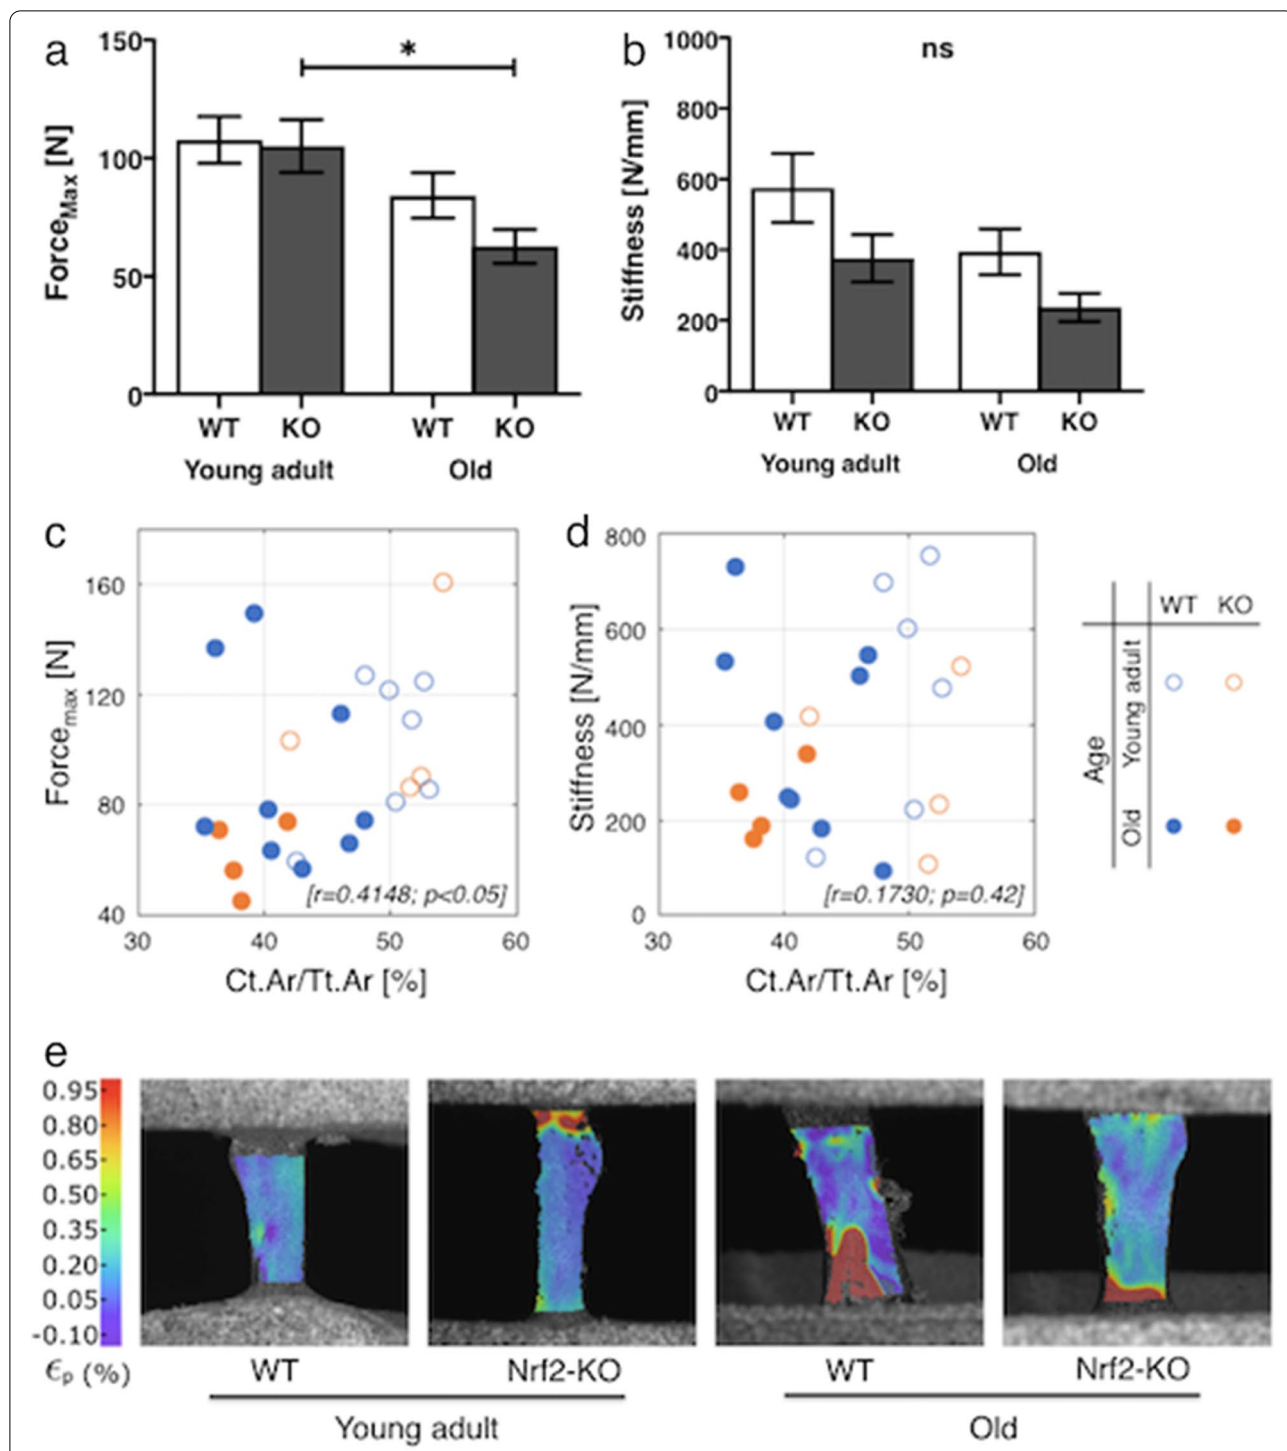 a
150
100
50
0
Force Max [N]
*
WT KO WT KO
Young adult Old
b
1000
800
600
400
200
0
Stiffness [N/mm]
ns
WT KO WT KO
Young adult Old
c
160
120
80
40
Force max [N]
[r=0.4148; p<0.05]
30 40 50 60
Ct.Ar/Tt.Ar [%]
d
800
600
400
200
0
Stiffness [N/mm]
[r=0.1730; p=0.42]
30 40 50 60
Ct.Ar/Tt.Ar [%]
WT KO
Age
Young adult
Old
e
0.95
0.80
0.65
0.50
0.35
0.20
0.05
-0.10
ϵp (%)
WT Nrf2-KO WT Nrf2-KO
Young adult Old